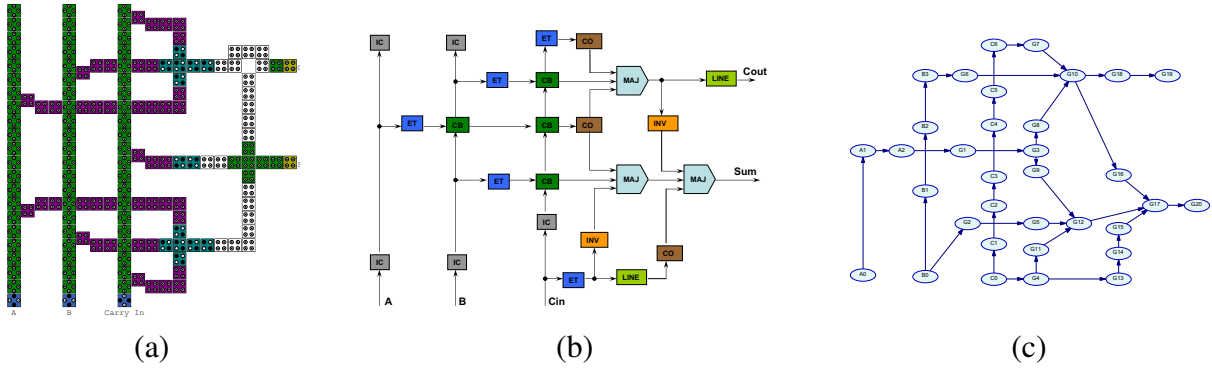 A B Carry In
(a)
IC IC ET CO
MAJ
ET CB LINE Cout
ET CB CB CO INV
ET CB MAJ MAJ Sum
IC
INV
IC IC CO
ET LINE
A B Cin
(b)
C6 G7
B3 G6 G10 G18 G19
C5
B2 C4 G8
A1 A2 G1 G3
C3 G9 G16
B1
C2 G17 G20
G2 G5 G12
C1 G11 G15
G14
A0 B0 C0 G4 G13
(c)